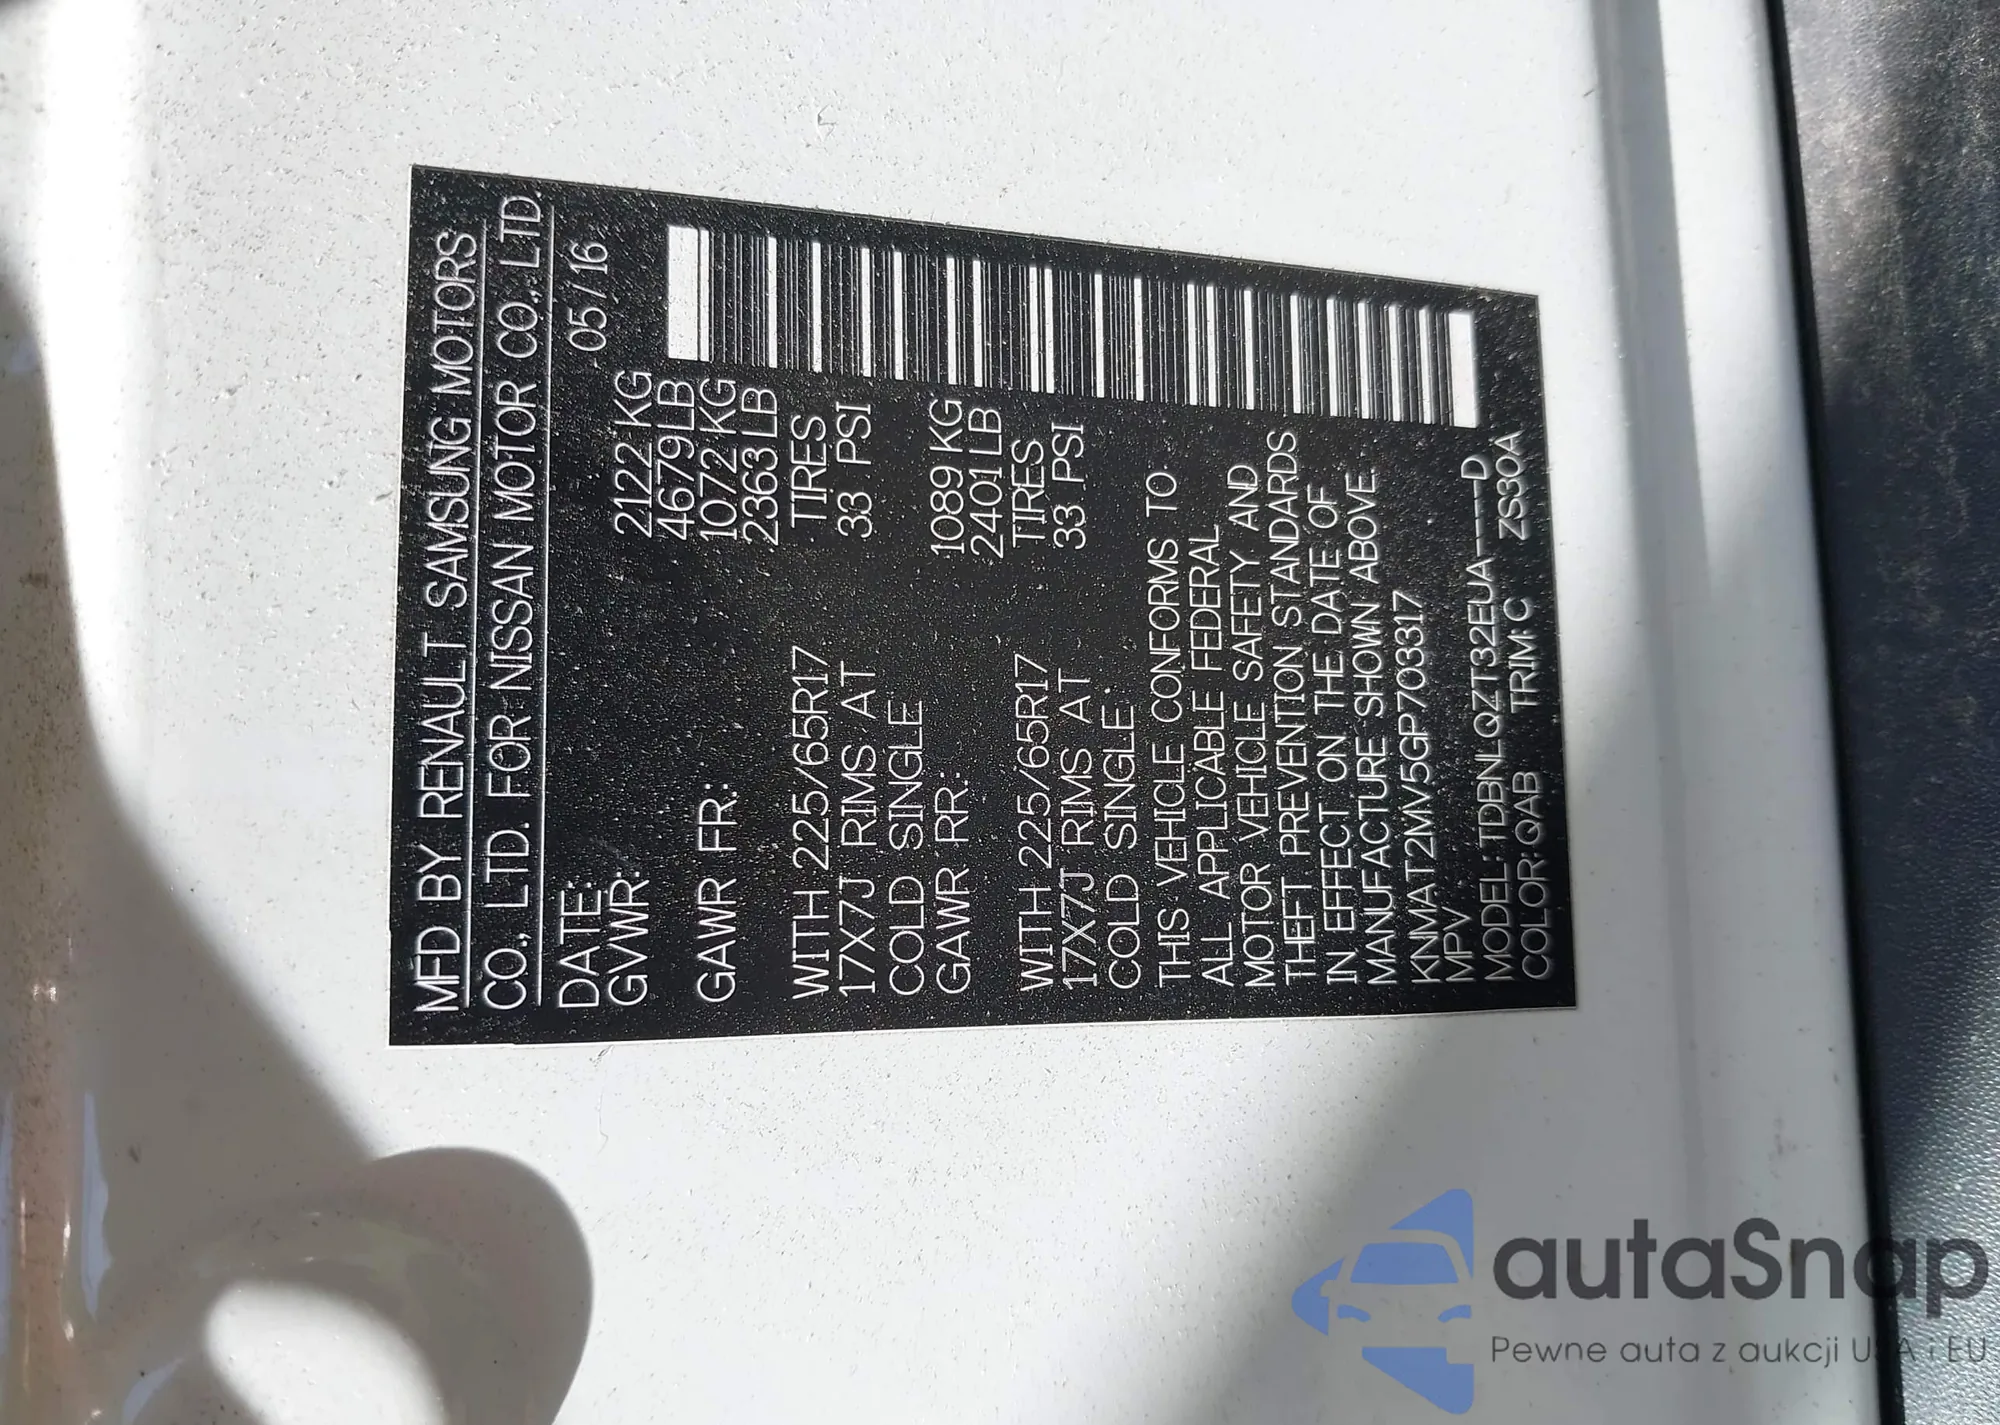 MFD BY RENAULT SAMSUNG MOTORS
CO., LTD. FOR NISSAN MOTOR CO., LTD
DATE: 05/16
GVWR: 2122 KG
4679 LB
GAWR FR: 1072 KG
2363 LB
WITH 225/65R17 TIRES
17X7J RIMS AT 33 PSI
COLD SINGLE
GAWR RR: 1089 KG
2401 LB
WITH 225/65R17 TIRES
17X7J RIMS AT 33 PSI
COLD SINGLE.
THIS VEHICLE CONFORMS TO
ALL APPLICABLE FEDERAL
MOTOR VEHICLE SAFETY AND
THEFT PREVENTION STANDARDS
IN EFFECT ON THE DATE OF
MANUFACTURE SHOWN ABOVE.
KNMAT2MV5GP703317
MPV
MODEL: TDBNLQZT32EUA----D
COLOR: QAB TRIM: C ZS30A
autaSnap
Pewne auta z aukcji USA i EU